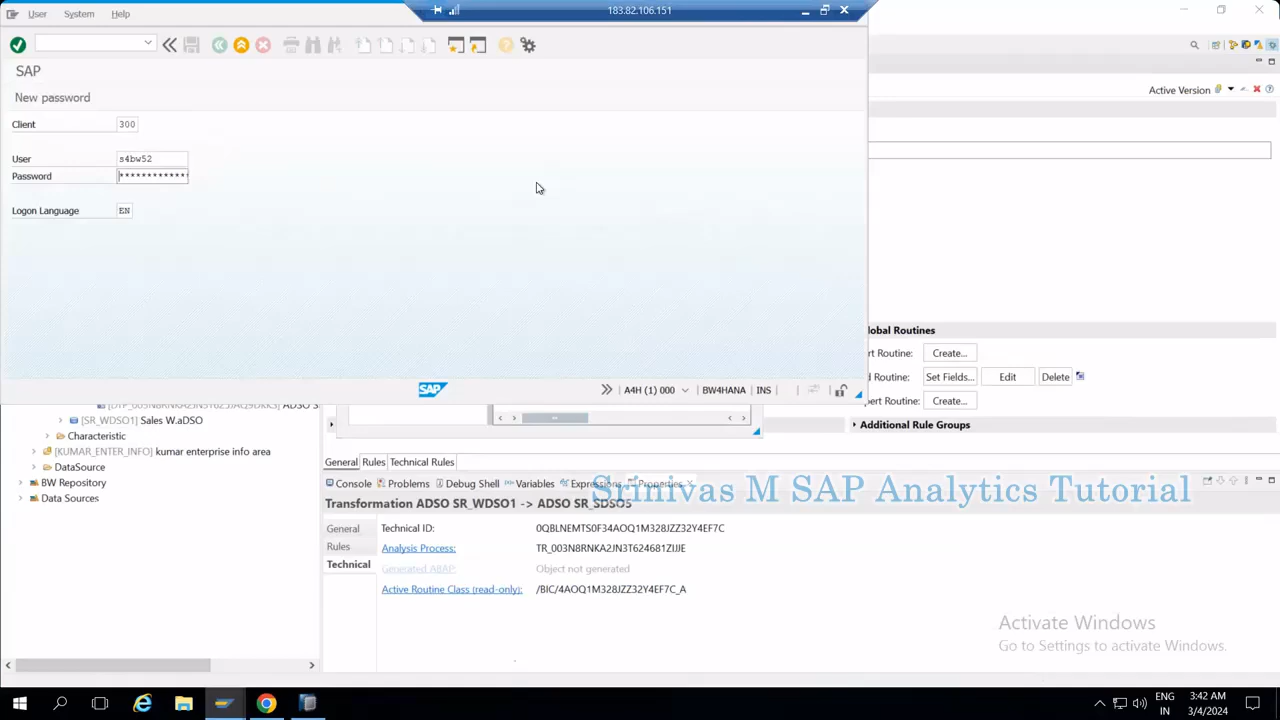 User System Help
183.82.106.151
SAP
New password
Client 300
User s4bw52
Password *************
Logon Language EN
SAP
A4H (1) 000
BW4HANA
INS
Active Version
lobal Routines
rt Routine: Create...
d Routine: Set Fields... Edit Delete
pert Routine: Create...
Additional Rule Groups
[SR_WDSO1] Sales W.aDSO
Characteristic
[KUMAR_ENTER_INFO] kumar enterprise info area
DataSource
BW Repository
Data Sources
General Rules Technical Rules
Console Problems Debug Shell Variables Expressions Properties
Srinivas M SAP Analytics Tutorial
Transformation ADSO SR_WDSO1 -> ADSO SR_SDSO5
General
Rules
Technical
Technical ID: 0QBLNEMTS0F34AOQ1M328JZZ32Y4EF7C
Analysis Process: TR_003N8RNKA2JN3T624681ZIJJE
Generated ABAP: Object not generated
Active Routine Class (read-only): /BIC/4AOQ1M328JZZ32Y4EF7C_A
Activate Windows
Go to Settings to activate Windows.
ENG
IN
3:42 AM
3/4/2024